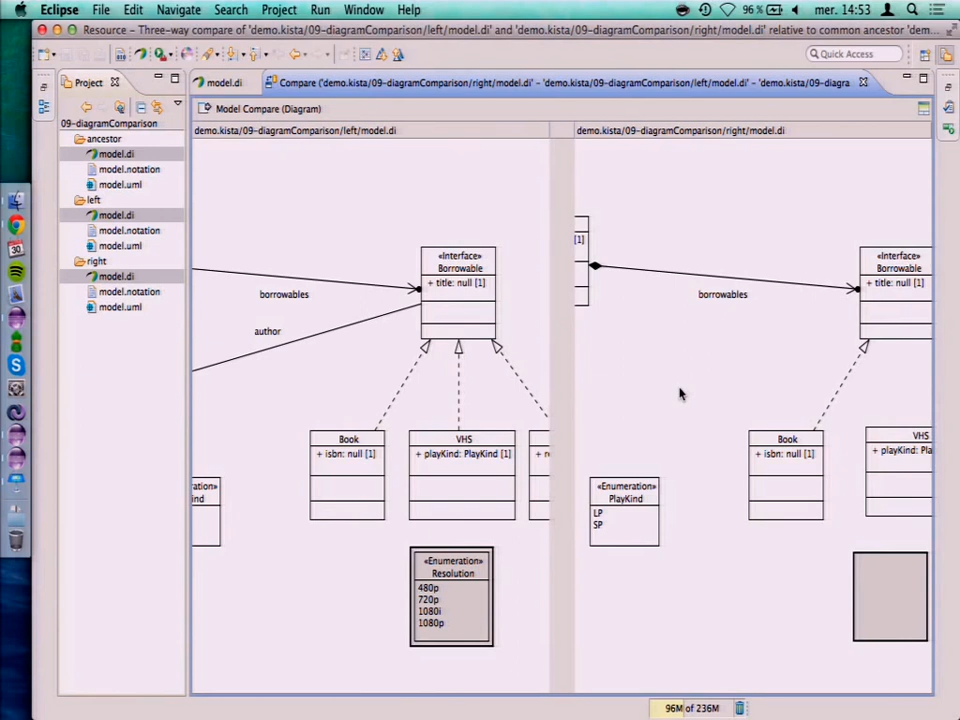 Eclipse File Edit Navigate Search Project Run Window Help
96 % mer. 14:53
Resource - Three-way compare of 'demo.kista/09-diagramComparison/left/model.di' and 'demo.kista/09-diagramComparison/right/model.di' relative to common ancestor 'dem...
Quick Access
Project
model.di
Compare ('demo.kista/09-diagramComparison/right/model.di' - 'demo.kista/09-diagramComparison/left/model.di' - 'demo.kista/09-diagra
Model Compare (Diagram)
09-diagramComparison
ancestor
model.di
model.notation
model.uml
left
model.di
model.notation
model.uml
right
model.di
model.notation
model.uml
demo.kista/09-diagramComparison/left/model.di
«Interface»
Borrowable
+ title: null [1]
borrowables
author
Book
+ isbn: null [1]
VHS
+ playKind: PlayKind [1]
«Enumeration»
Resolution
480p
720p
1080i
1080p
demo.kista/09-diagramComparison/right/model.di
[1]
«Interface»
Borrowable
+ title: null [1]
borrowables
Book
+ isbn: null [1]
VHS
+ playKind: Pla
«Enumeration»
PlayKind
LP
SP
96M of 236M